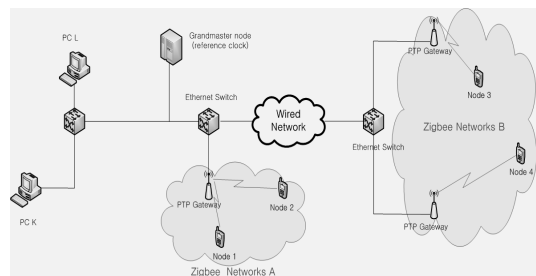 PC L
Grandmaster node
(reference clock)
PTP Gateway
Node 3
Ethernet Switch
Wired
Network
Ethernet Switch
Zigbee Networks B
Node 4
PTP Gateway
Node 2
PC K
PTP Gateway
Node 1
Zigbee Networks A